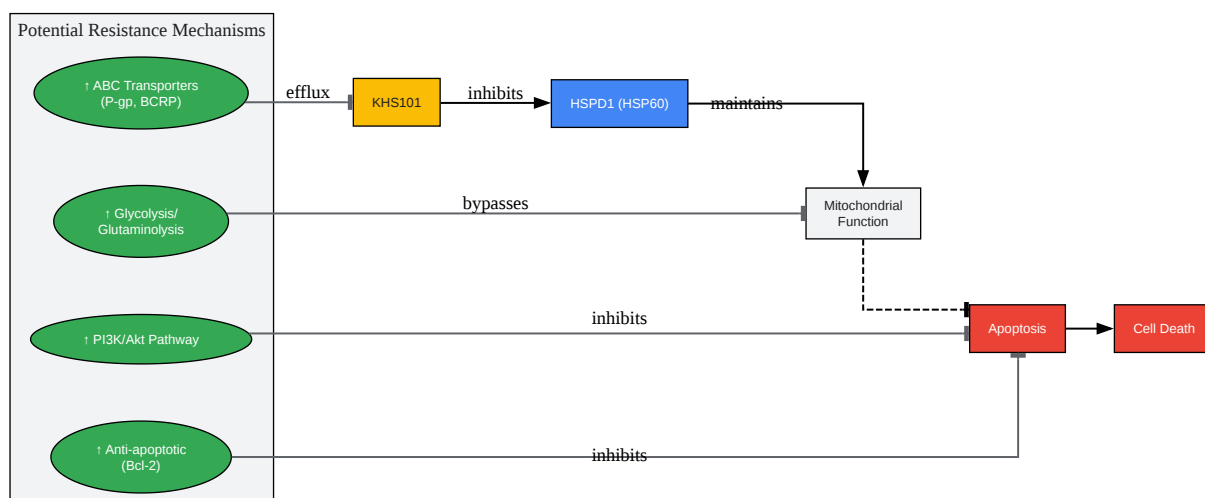 Potential Resistance Mechanisms
↑ ABC Transporters
(P-gp, BCRP)
efflux
KHS101
inhibits
HSPD1 (HSP60)
maintains
↑ Glycolysis/
Glutaminolysis
bypasses
Mitochondrial
Function
↑ PI3K/Akt Pathway
inhibits
Apoptosis
Cell Death
↑ Anti-apoptotic
(Bcl-2)
inhibits